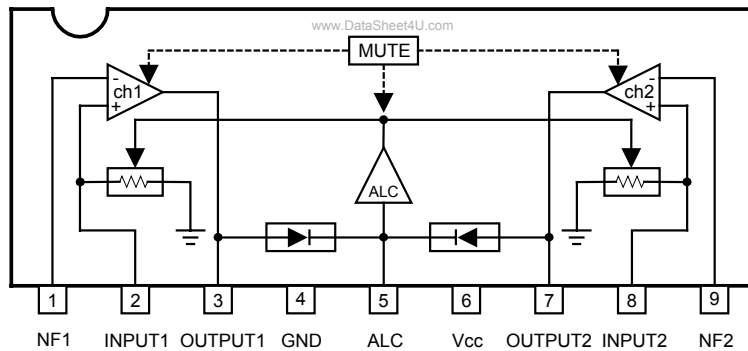 www.DataSheet4U.com
MUTE
- ch1 +
- ch2 +
ALC
1 2 3 4 5 6 7 8 9
NF1 INPUT1 OUTPUT1 GND ALC Vcc OUTPUT2 INPUT2 NF2